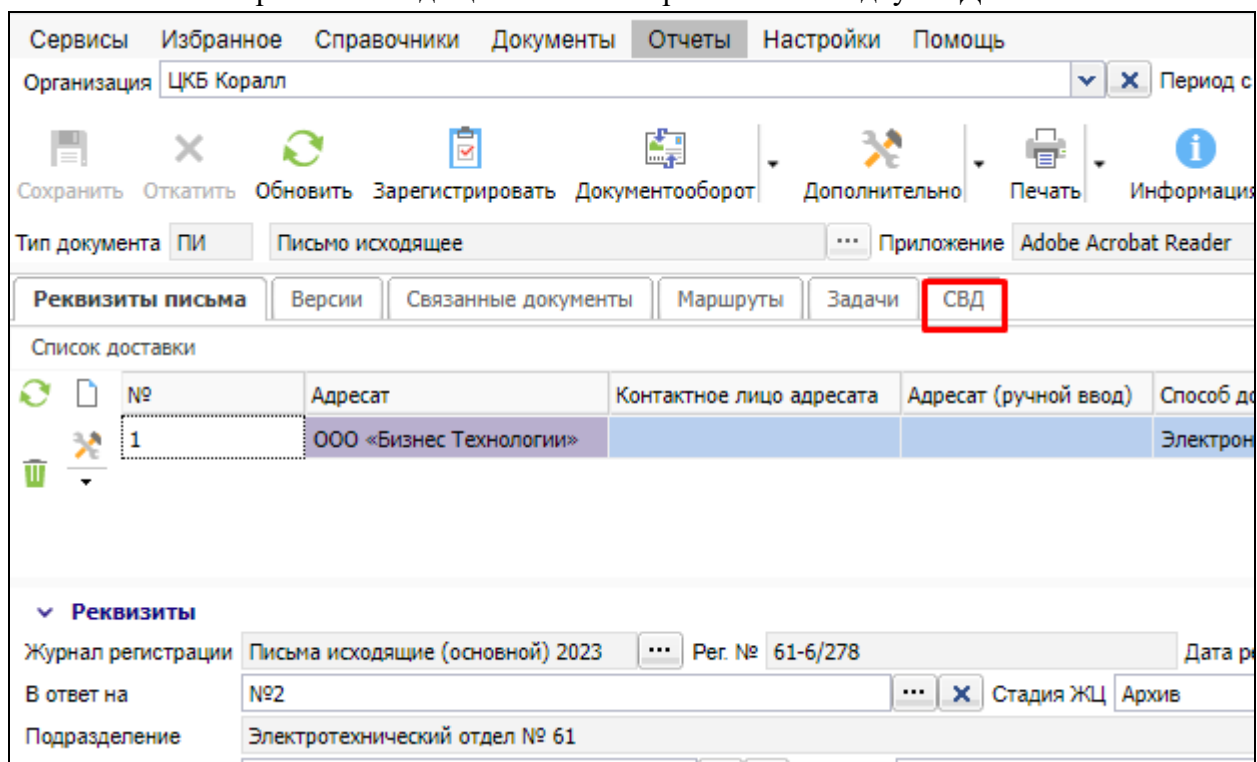 Сервисы Избранное Справочники Документы Отчеты Настройки Помощь
Организация ЦКБ Коралл Период с
Сохранить Откатить Обновить Зарегистрировать Документооборот Дополнительно Печать Информация
Тип документа ПИ Письмо исходящее ... Приложение Adobe Acrobat Reader
Реквизиты письма Версии Связанные документы Маршруты Задачи СВД
Список доставки
№ Адресат Контактное лицо адресата Адресат (ручной ввод) Способ до
1 ООО «Бизнес Технологии» Электрон
Реквизиты
Журнал регистрации Письма исходящие (основной) 2023 ... Рег. № 61-6/278 Дата ре
В ответ на №2 ... Стадия ЖЦ Архив
Подразделение Электротехнический отдел № 61